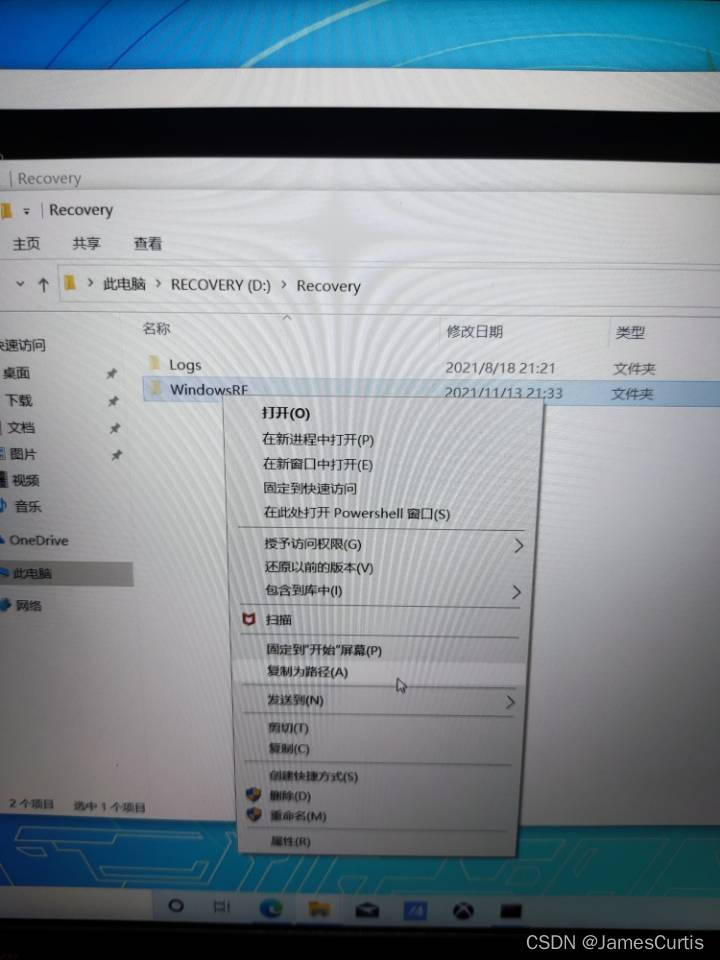 Recovery
Recovery
主页 共享 查看
此电脑 RECOVERY (D:) Recovery
名称 修改日期 类型
快速访问
桌面
下载
文档
图片
视频
音乐
OneDrive
此电脑
网络
Logs 2021/8/18 21:21 文件夹
WindowsRE 2021/11/13 21:33 文件夹
打开(O)
在新进程中打开(P)
在新窗口中打开(E)
固定到快速访问
在此处打开 Powershell 窗口(S)
授予访问权限(G)
还原以前的版本(V)
包含到库中(I)
扫描
固定到"开始"屏幕(P)
复制为路径(A)
发送到(N)
剪切(T)
复制(C)
创建快捷方式(S)
删除(D)
重命名(M)
属性(R)
2 个项目 选中 1 个项目
CSDN @JamesCurtis